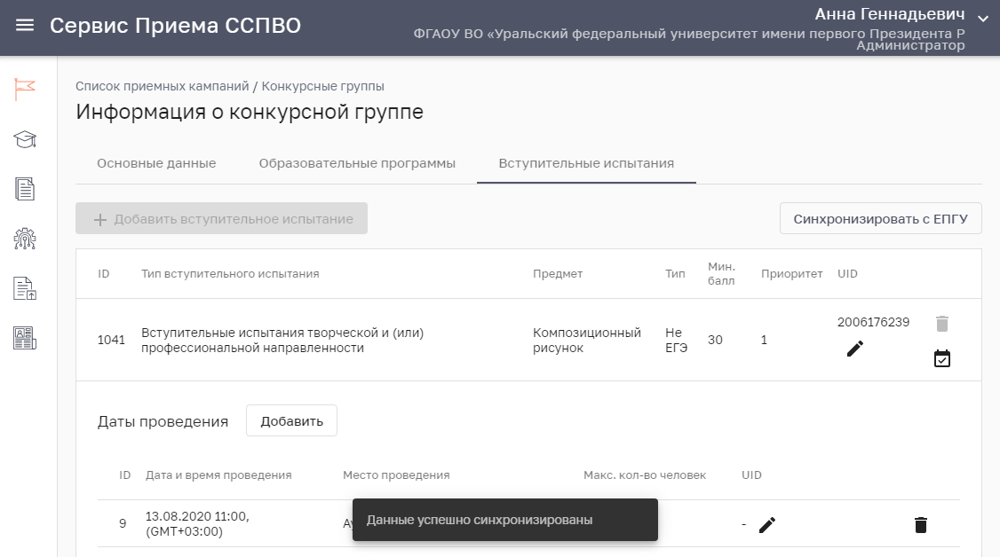 Сервис Приема ССПВО
Анна Геннадьевич
ФГАОУ ВО «Уральский федеральный университет имени первого Президента Р
Администратор
Список приемных кампаний / Конкурсные группы
Информация о конкурсной группе
Основные данные Образовательные программы Вступительные испытания
+ Добавить вступительное испытание Синхронизировать с ЕПГУ
ID Тип вступительного испытания Предмет Тип Мин. балл Приоритет UID
1041 Вступительные испытания творческой и (или) профессиональной направленности Композиционный рисунок Не ЕГЭ 30 1 2006176239
Даты проведения Добавить
ID Дата и время проведения Место проведения Макс. кол-во человек UID
9 13.08.2020 11:00, (GMT+03:00) -
Данные успешно синхронизированы